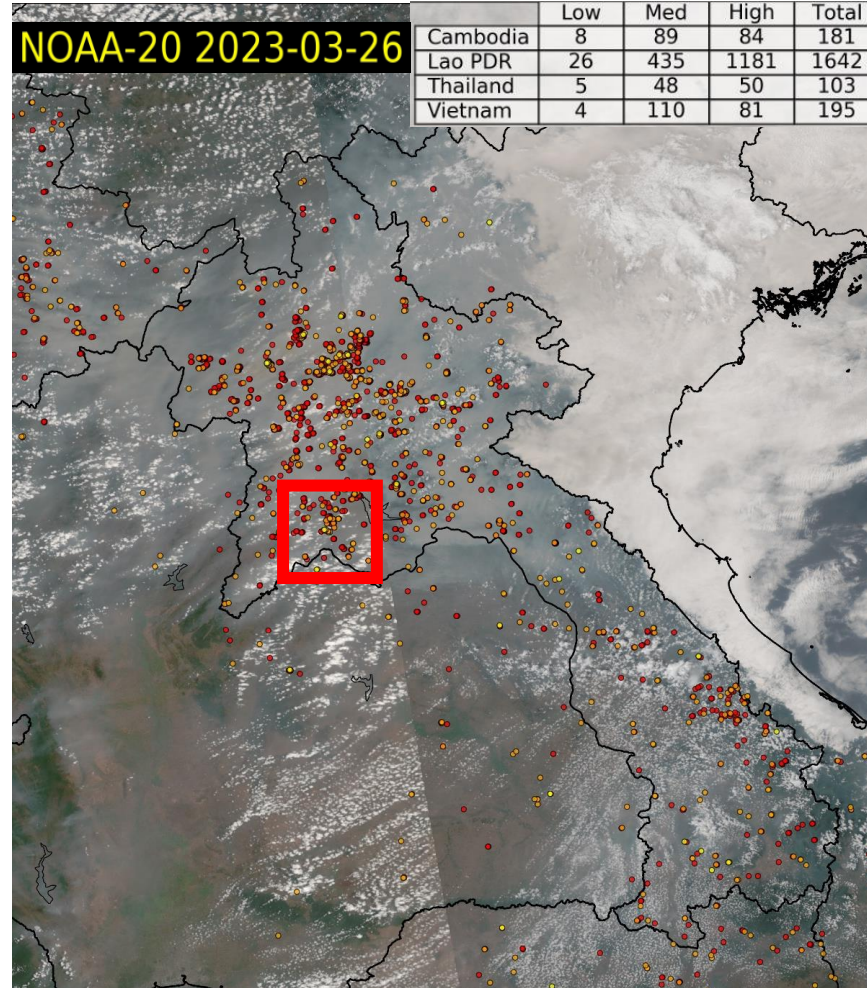 NOAA-20 2023-03-26
Low Med High Total
Cambodia 8 89 84 181
Lao PDR 26 435 1181 1642
Thailand 5 48 50 103
Vietnam 4 110 81 195